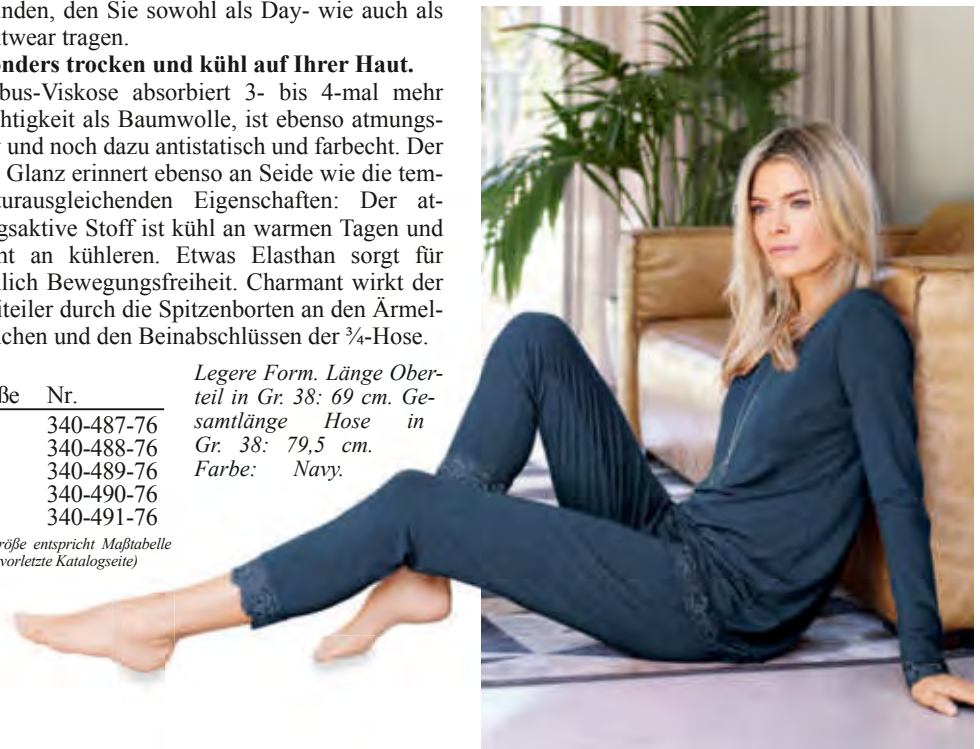 unden, den Sie sowohl als Day- wie auch als
htwear tragen.
onders trocken und kühl auf Ihrer Haut.
bus-Viskose absorbiert 3- bis 4-mal mehr
chtigkeit als Baumwolle, ist ebenso atmungs-
und noch dazu antistatisch und farbecht. Der
Glanz erinnert ebenso an Seide wie die tem-
turausgleichenden Eigenschaften: Der at-
gsaktive Stoff ist kühl an warmen Tagen und
ht an kühleren. Etwas Elasthan sorgt für
lich Bewegungsfreiheit. Charmant wirkt der
iteiler durch die Spitzenborten an den Ärmel-
chen und den Beinabschlüssen der ¾-Hose.
ße Nr.
340-487-76
340-488-76
340-489-76
340-490-76
340-491-76
röße entspricht Maßtabelle
vorletzte Katalogseite)
Legere Form. Länge Ober-
teil in Gr. 38: 69 cm. Ge-
samtlänge Hose in
Gr. 38: 79,5 cm.
Farbe: Navy.